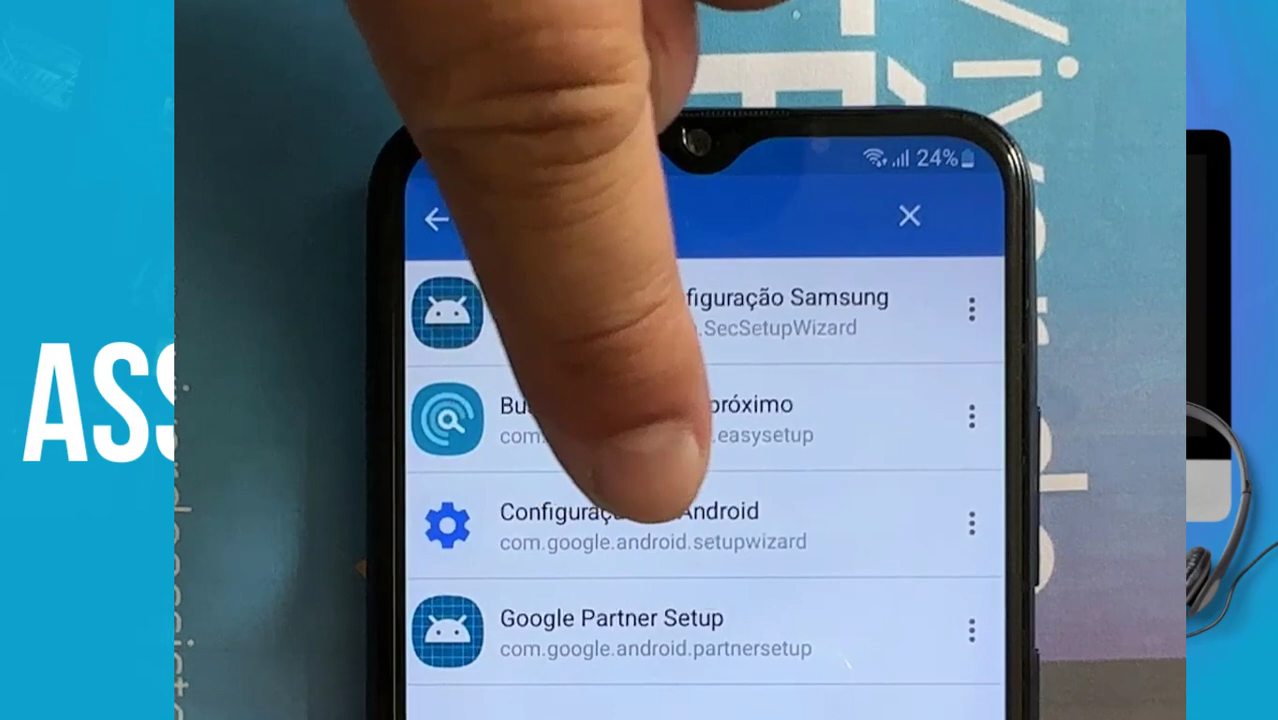 24%
figuração Samsung
.SecSetupWizard
Bu próximo
com. .easysetup
Configuraç Android
com.google.android.setupwizard
Google Partner Setup
com.google.android.partnersetup
ASS